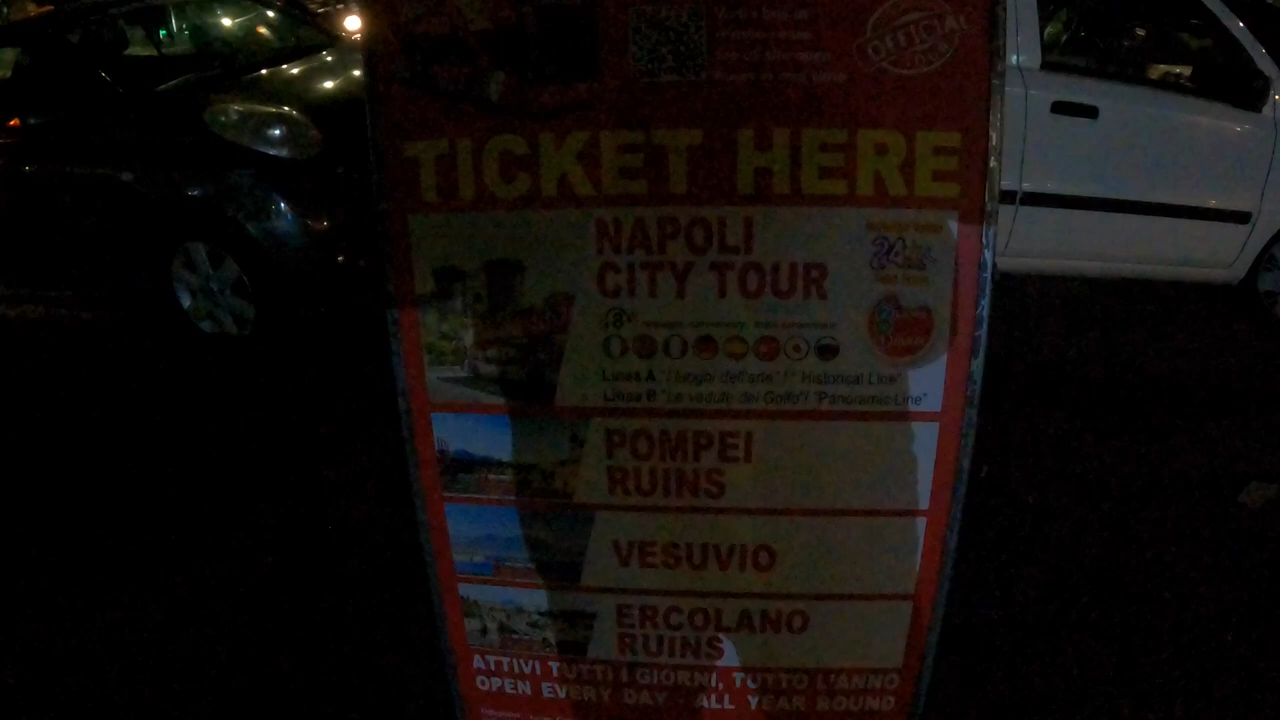 OFFICIAL
TICKET HERE
NAPOLI
CITY TOUR
24
Linea A "I luoghi dell'arte" / "Historical Line"
Linea B "Le vedute del Golfo"/ "Panoramic Line"
POMPEI
RUINS
VESUVIO
ERCOLANO
RUINS
ATTIVI TUTTI I GIORNI, TUTTO L'ANNO
OPEN EVERY DAY - ALL YEAR ROUND